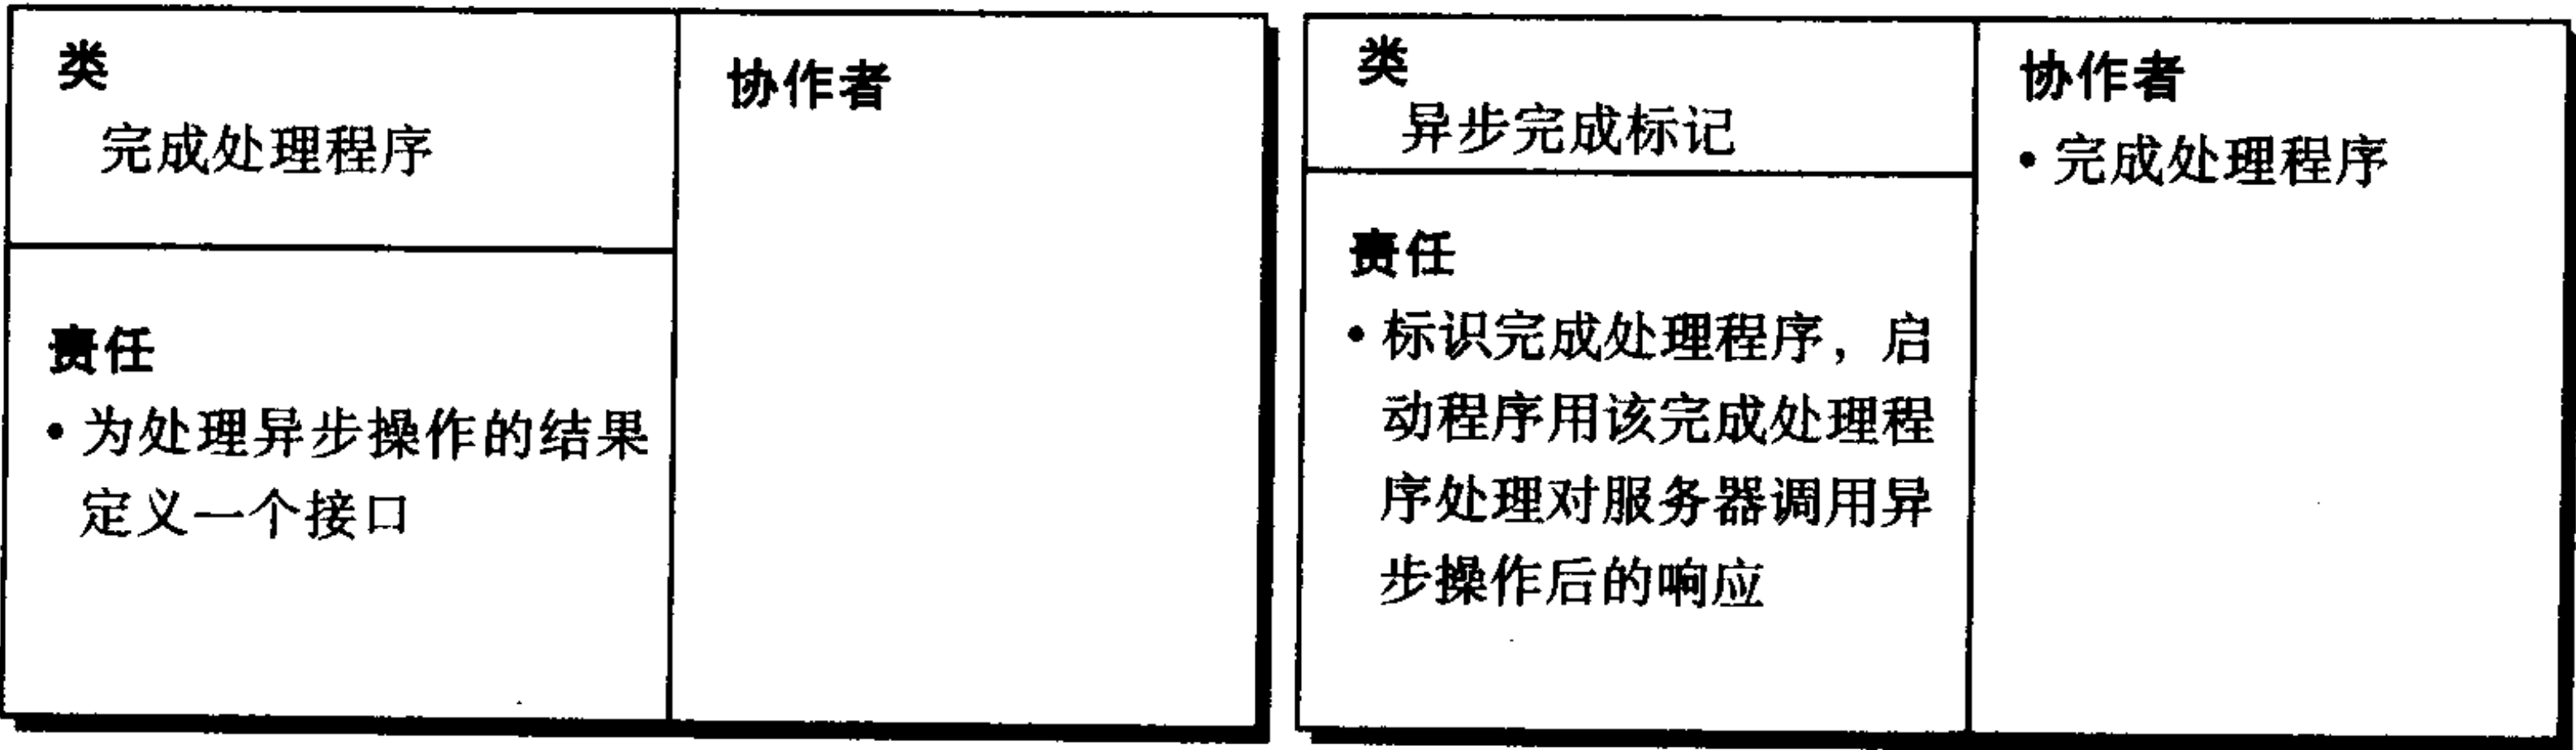 类
完成处理程序
协作者
责任
• 为处理异步操作的结果
定义一个接口
类
异步完成标记
协作者
• 完成处理程序
责任
• 标识完成处理程序，启
动程序用该完成处理程
序处理对服务器调用异
步操作后的响应